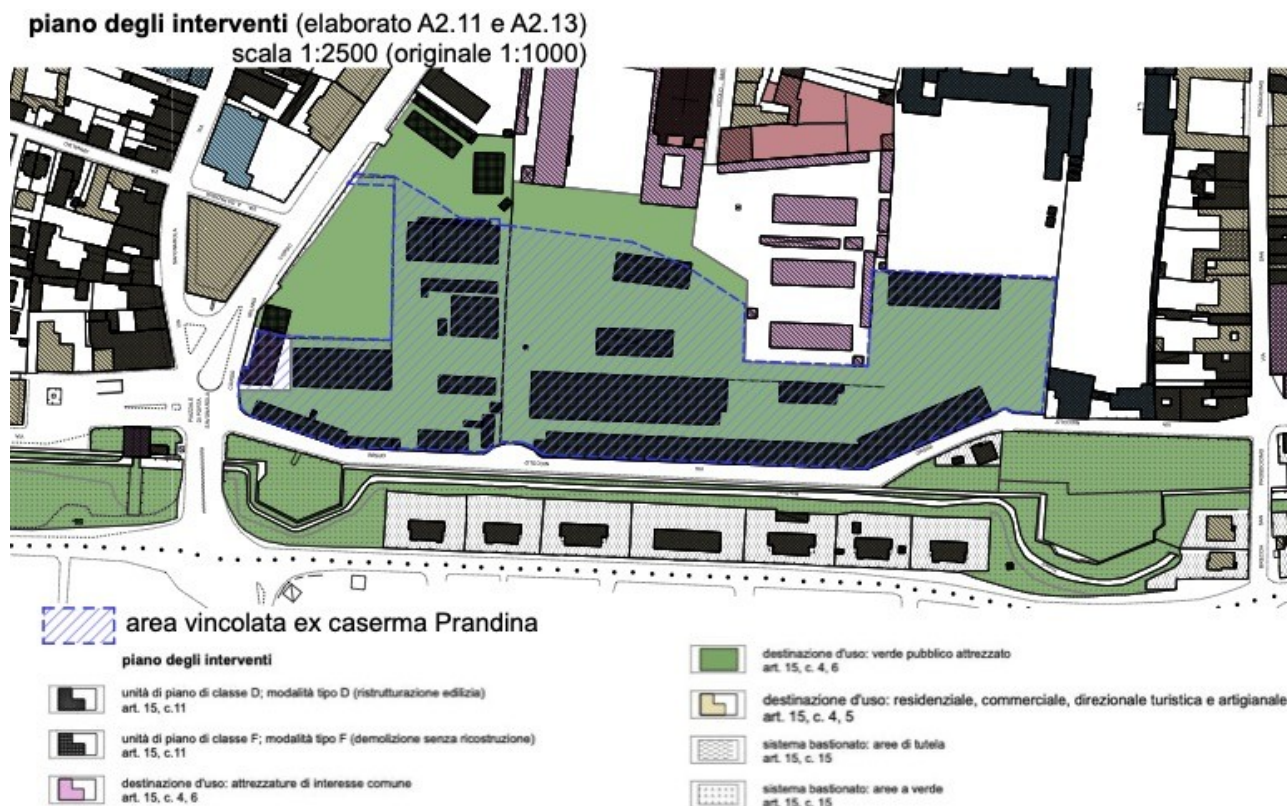 piano degli interventi (elaborato A2.11 e A2.13)
scala 1:2500 (originale 1:1000)
area vincolata ex caserma Prandina
piano degli interventi
unità di piano di classe D; modalità tipo D (ristrutturazione edilizia)
art. 15, c.11
unità di piano di classe F; modalità tipo F (demolizione senza ricostruzione)
art. 15, c.11
destinazione d'uso: attrezzature di interesse comune
art. 15, c. 4, 6
destinazione d'uso: verde pubblico attrezzato
art. 15, c. 4, 6
destinazione d'uso: residenziale, commerciale, direzionale turistica e artigianale
art. 15, c. 4, 5
sistema bastionato: aree di tutela
art. 15, c. 15
sistema bastionato: aree a verde
art. 15, c. 15